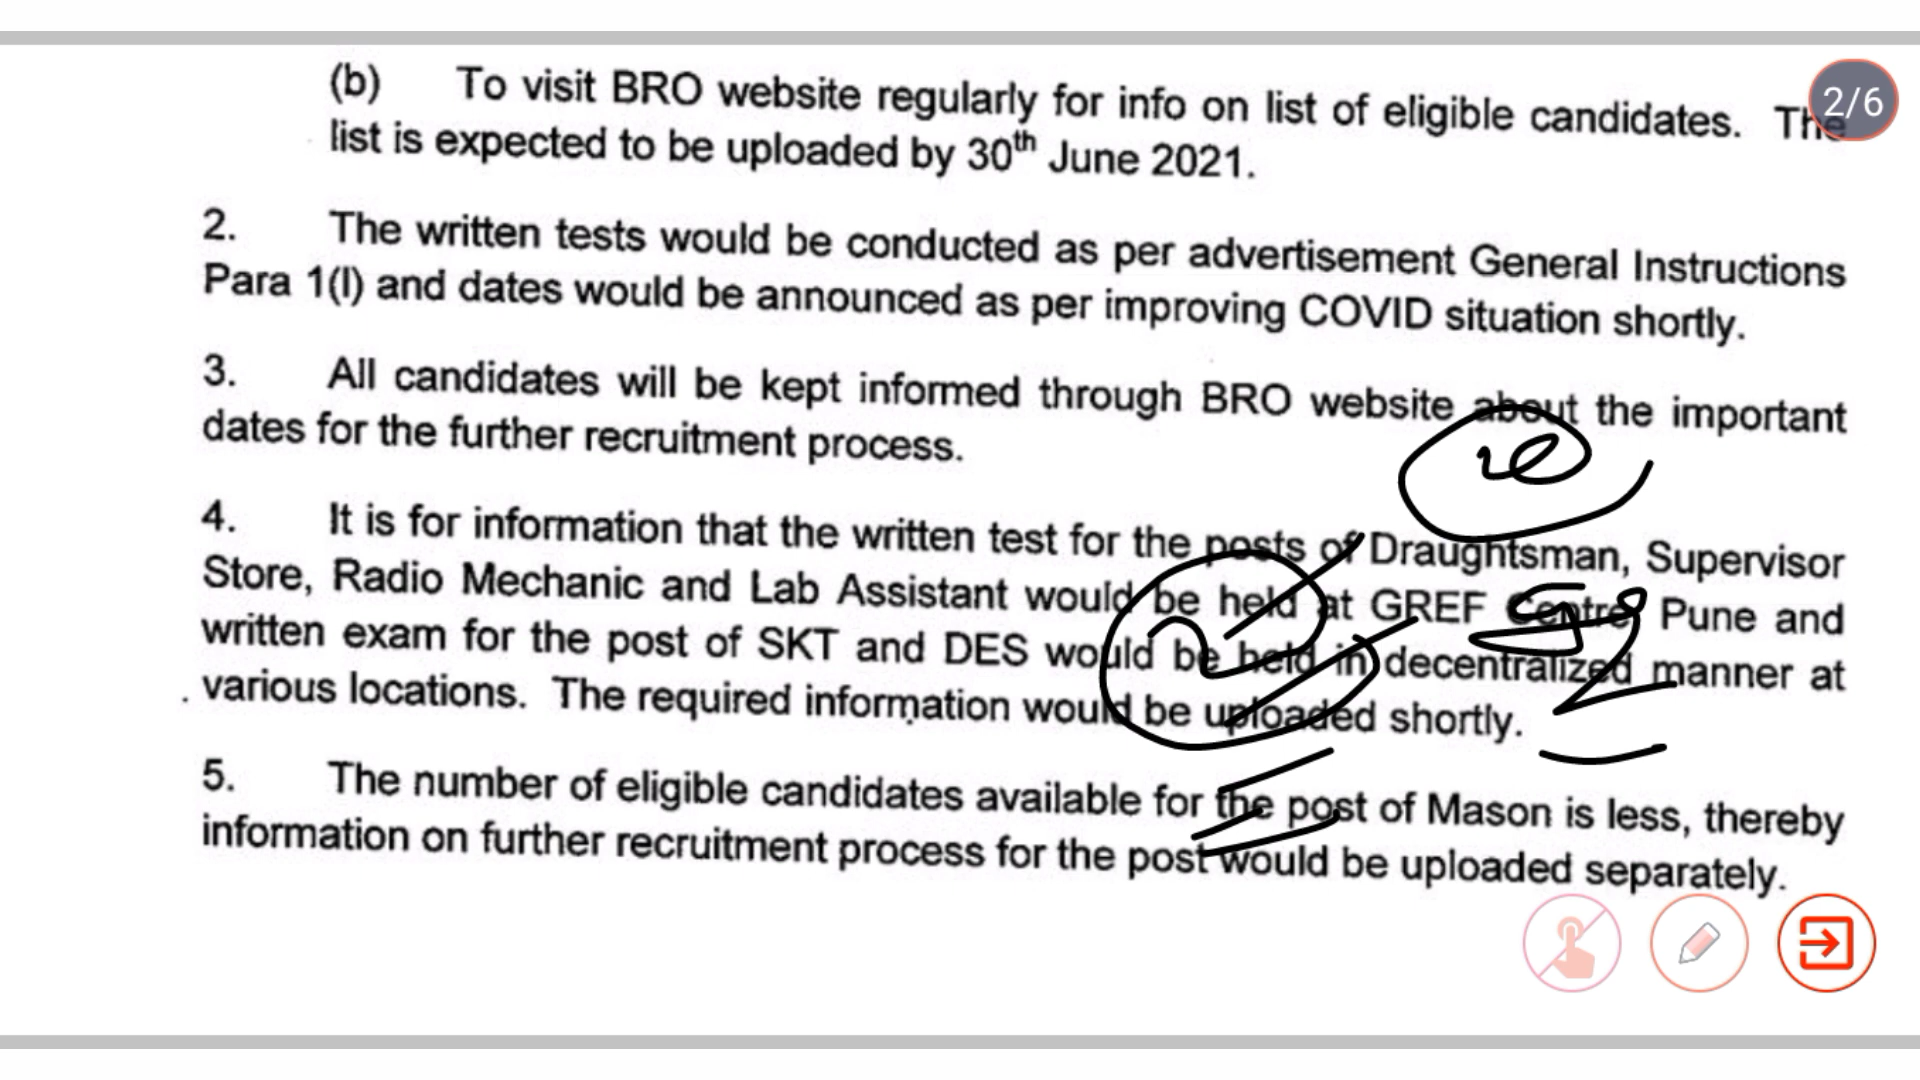 (b) To visit BRO website regularly for info on list of eligible candidates. The
2/6
list is expected to be uploaded by 30th June 2021.
2. The written tests would be conducted as per advertisement General Instructions
Para 1(l) and dates would be announced as per improving COVID situation shortly.
3. All candidates will be kept informed through BRO website about the important
dates for the further recruitment process.
4. It is for information that the written test for the posts of Draughtsman, Supervisor
Store, Radio Mechanic and Lab Assistant would be held at GREF Centre Pune and
written exam for the post of SKT and DES would be held in decentralized manner at
various locations. The required information would be uploaded shortly.
5. The number of eligible candidates available for the post of Mason is less, thereby
information on further recruitment process for the post would be uploaded separately.